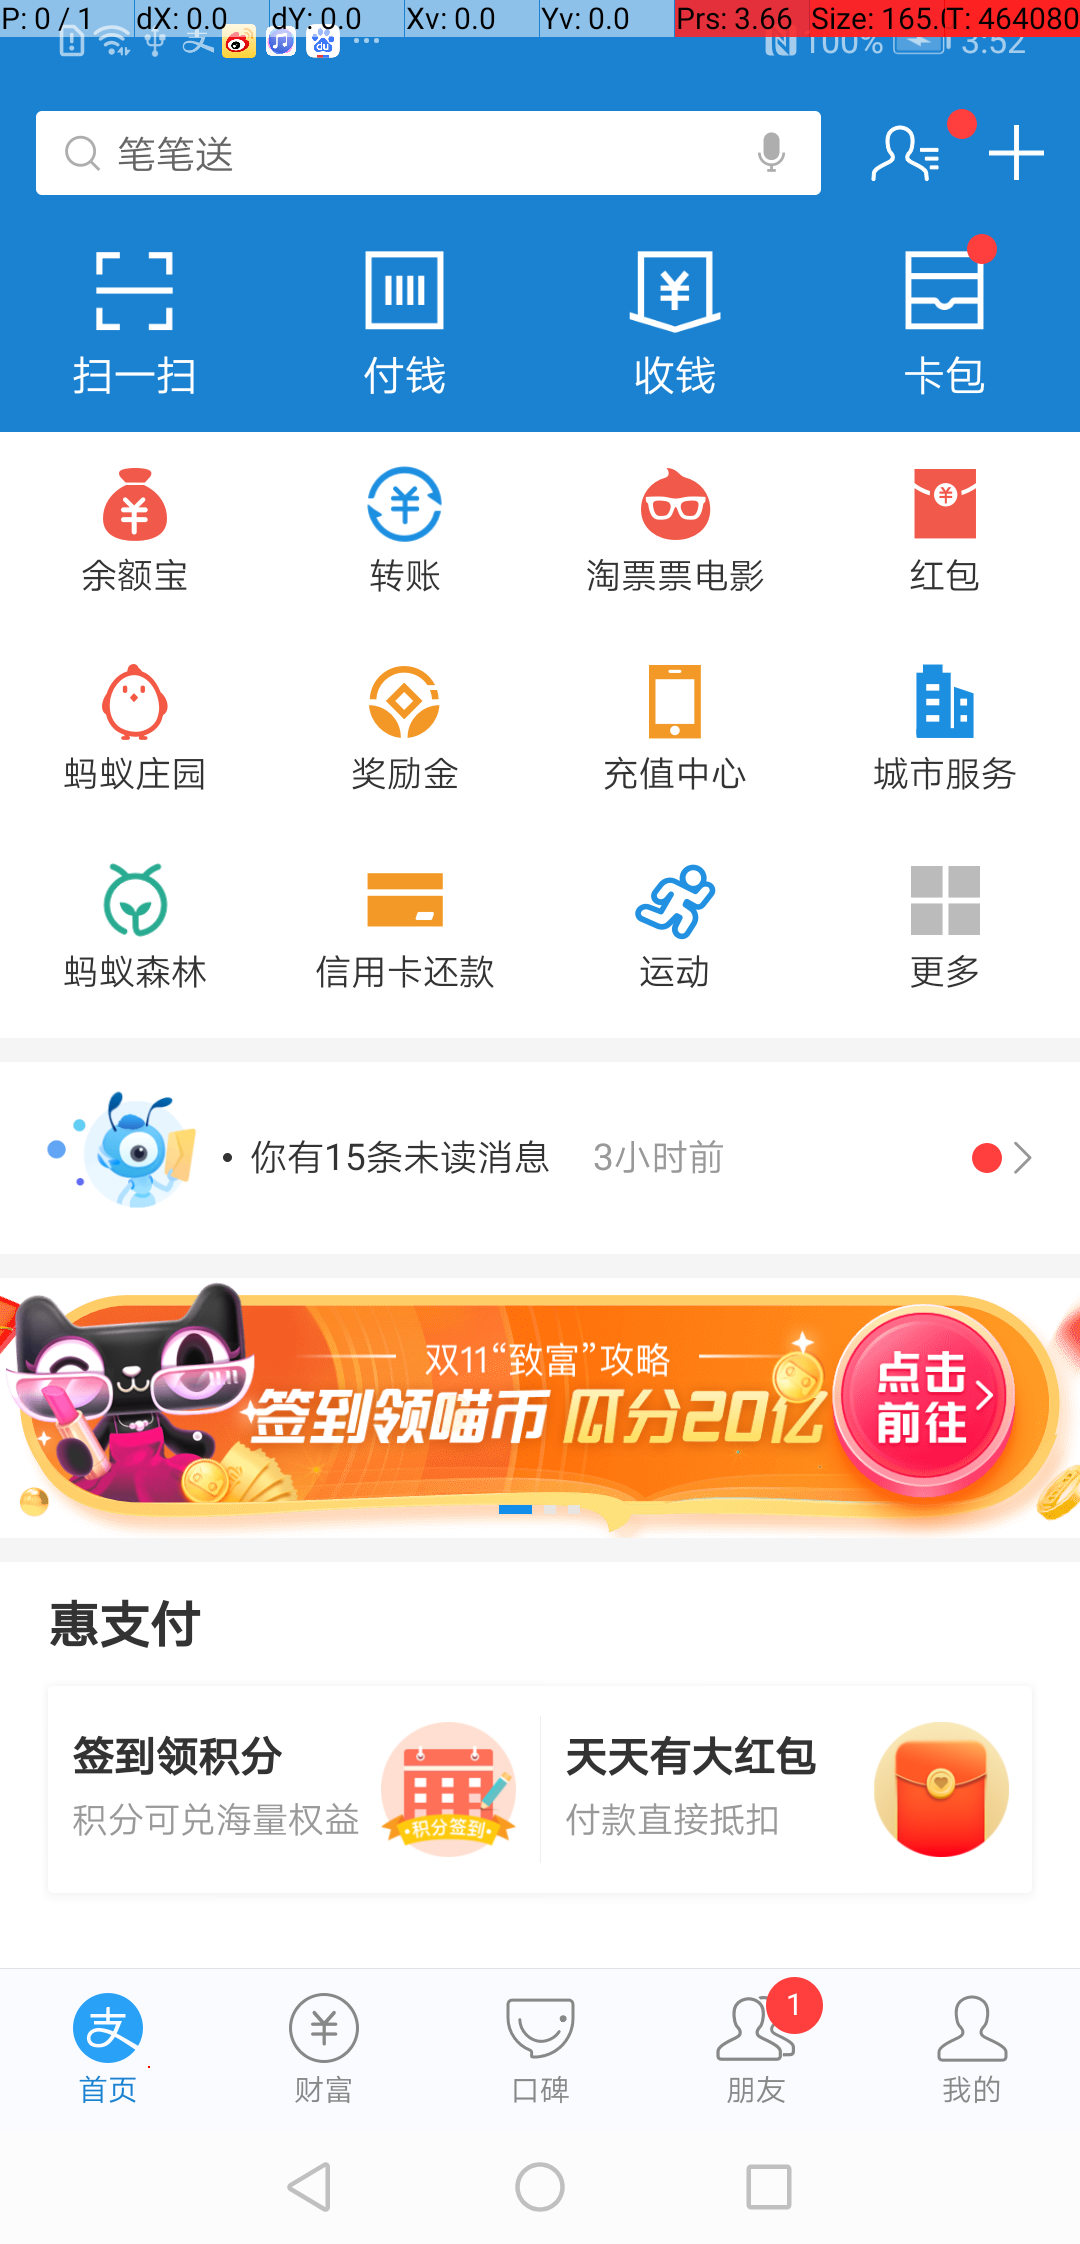 P: 0 / 1 dX: 0.0 dY: 0.0 Xv: 0.0 Yv: 0.0 Prs: 3.66 Size: 165.0 T: 464080
100% 3:52
笔笔送
扫一扫 付钱 收钱 卡包
余额宝 转账 淘票票电影 红包
蚂蚁庄园 奖励金 充值中心 城市服务
蚂蚁森林 信用卡还款 运动 更多
• 你有15条未读消息 3小时前
双11“致富”攻略
签到领喵币 瓜分20亿
点击
前往
惠支付
签到领积分 天天有大红包
积分可兑海量权益 付款直接抵扣
•积分签到•
1
首页 财富 口碑 朋友 我的